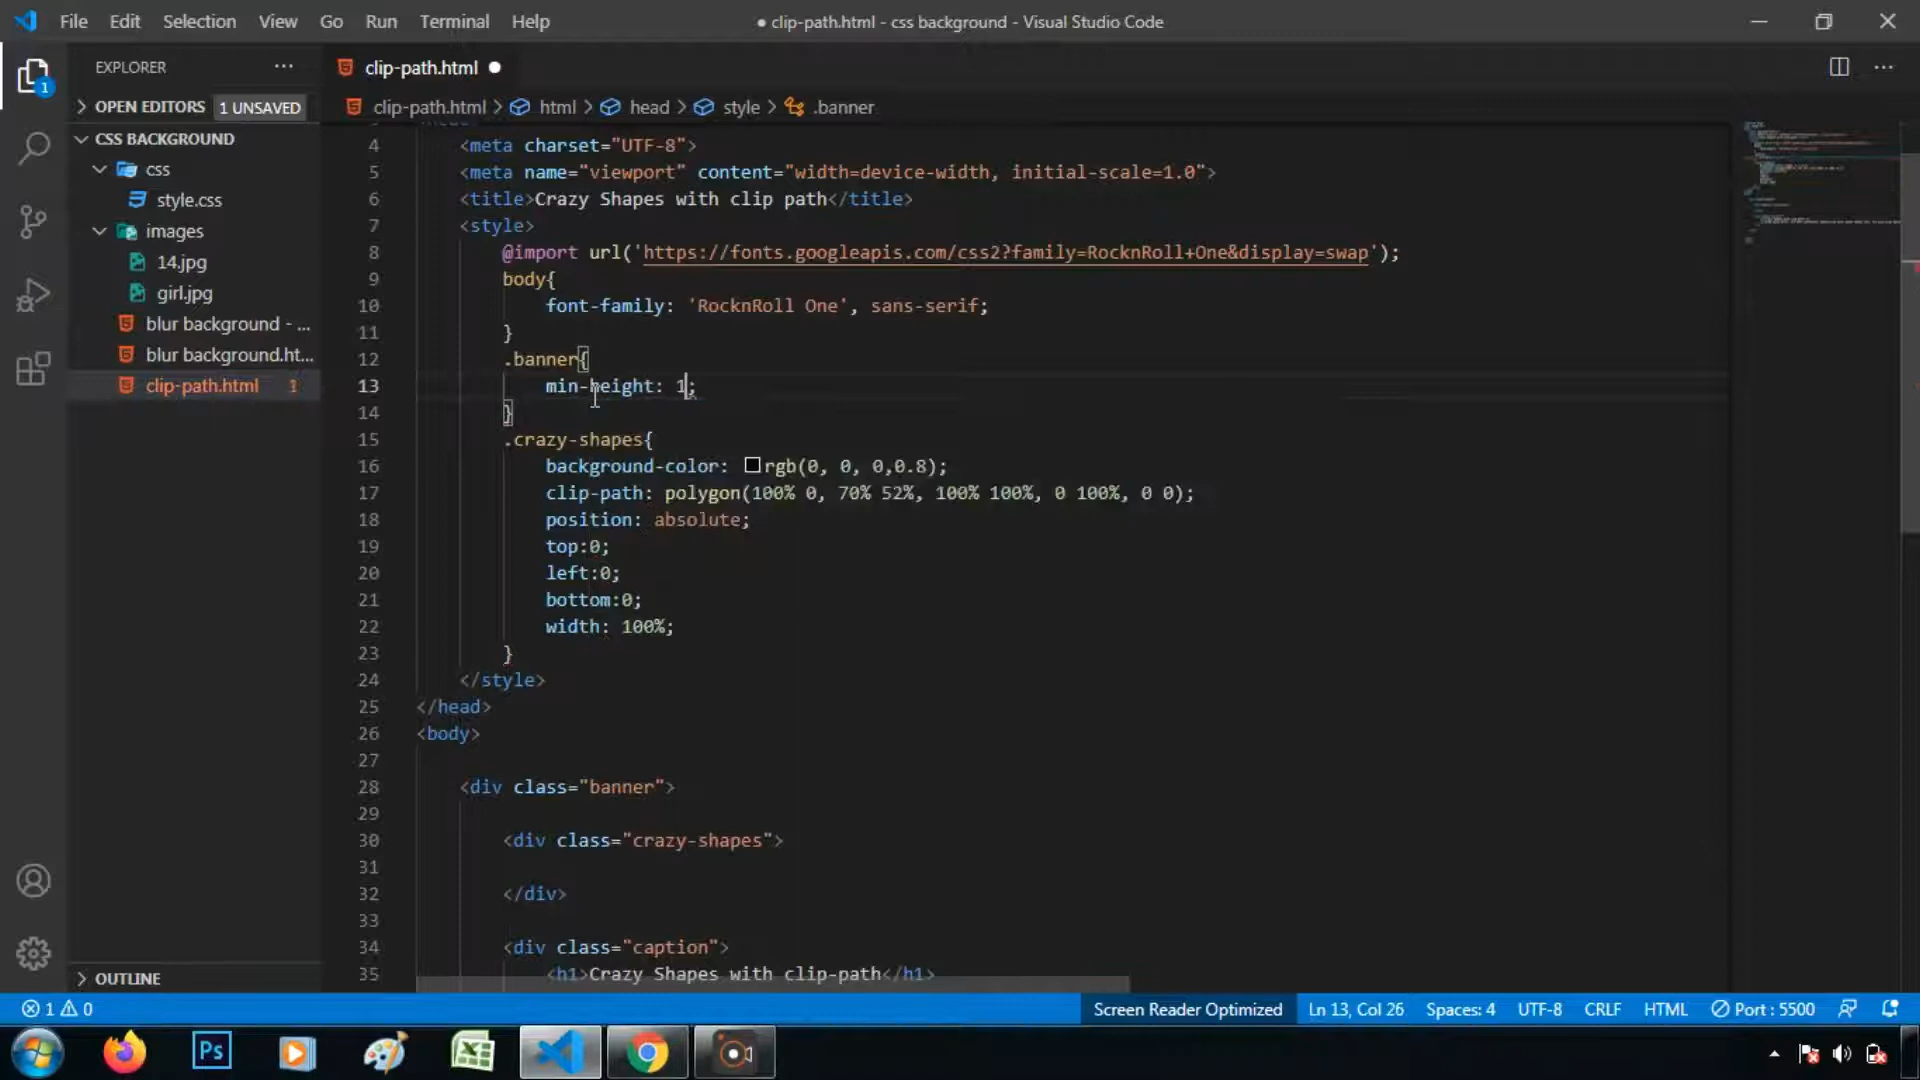 File Edit Selection View Go Run Terminal Help
● clip-path.html - css background - Visual Studio Code
EXPLORER ···
OPEN EDITORS 1 UNSAVED
CSS BACKGROUND
css
style.css
images
14.jpg
girl.jpg
blur background - ...
blur background.ht...
clip-path.html 1
OUTLINE
1
clip-path.html ●
clip-path.html > html > head > style > .banner
4 <meta charset="UTF-8">
5 <meta name="viewport" content="width=device-width, initial-scale=1.0">
6 <title>Crazy Shapes with clip path</title>
7 <style>
8 @import url('https://fonts.googleapis.com/css2?family=RocknRoll+One&display=swap');
9 body{
10 font-family: 'RocknRoll One', sans-serif;
11 }
12 .banner{
13 min-height: 1;
14 }
15 .crazy-shapes{
16 background-color: rgb(0, 0, 0,0.8);
17 clip-path: polygon(100% 0, 70% 52%, 100% 100%, 0 100%, 0 0);
18 position: absolute;
19 top:0;
20 left:0;
21 bottom:0;
22 width: 100%;
23 }
24 </style>
25 </head>
26 <body>
27
28 <div class="banner">
29
30 <div class="crazy-shapes">
31
32 </div>
33
34 <div class="caption">
35 <h1>Crazy Shapes with clip-path</h1>
1 0 Screen Reader Optimized Ln 13, Col 26 Spaces: 4 UTF-8 CRLF HTML Port : 5500
Ps